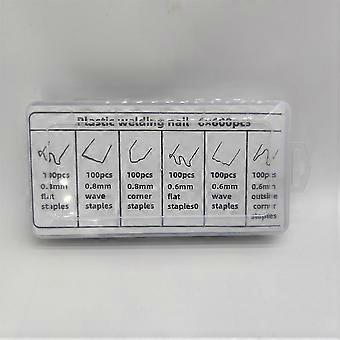 Plastic welding nail 6x600pcs
100pcs 100pcs 100pcs 100pcs 100pcs 100pcs
0.8mm 0.8mm 0.8mm 0.6mm 0.6mm 0.6mm
flat wave corner flat wave outside
staples staples staples staples0 staples corner
staples